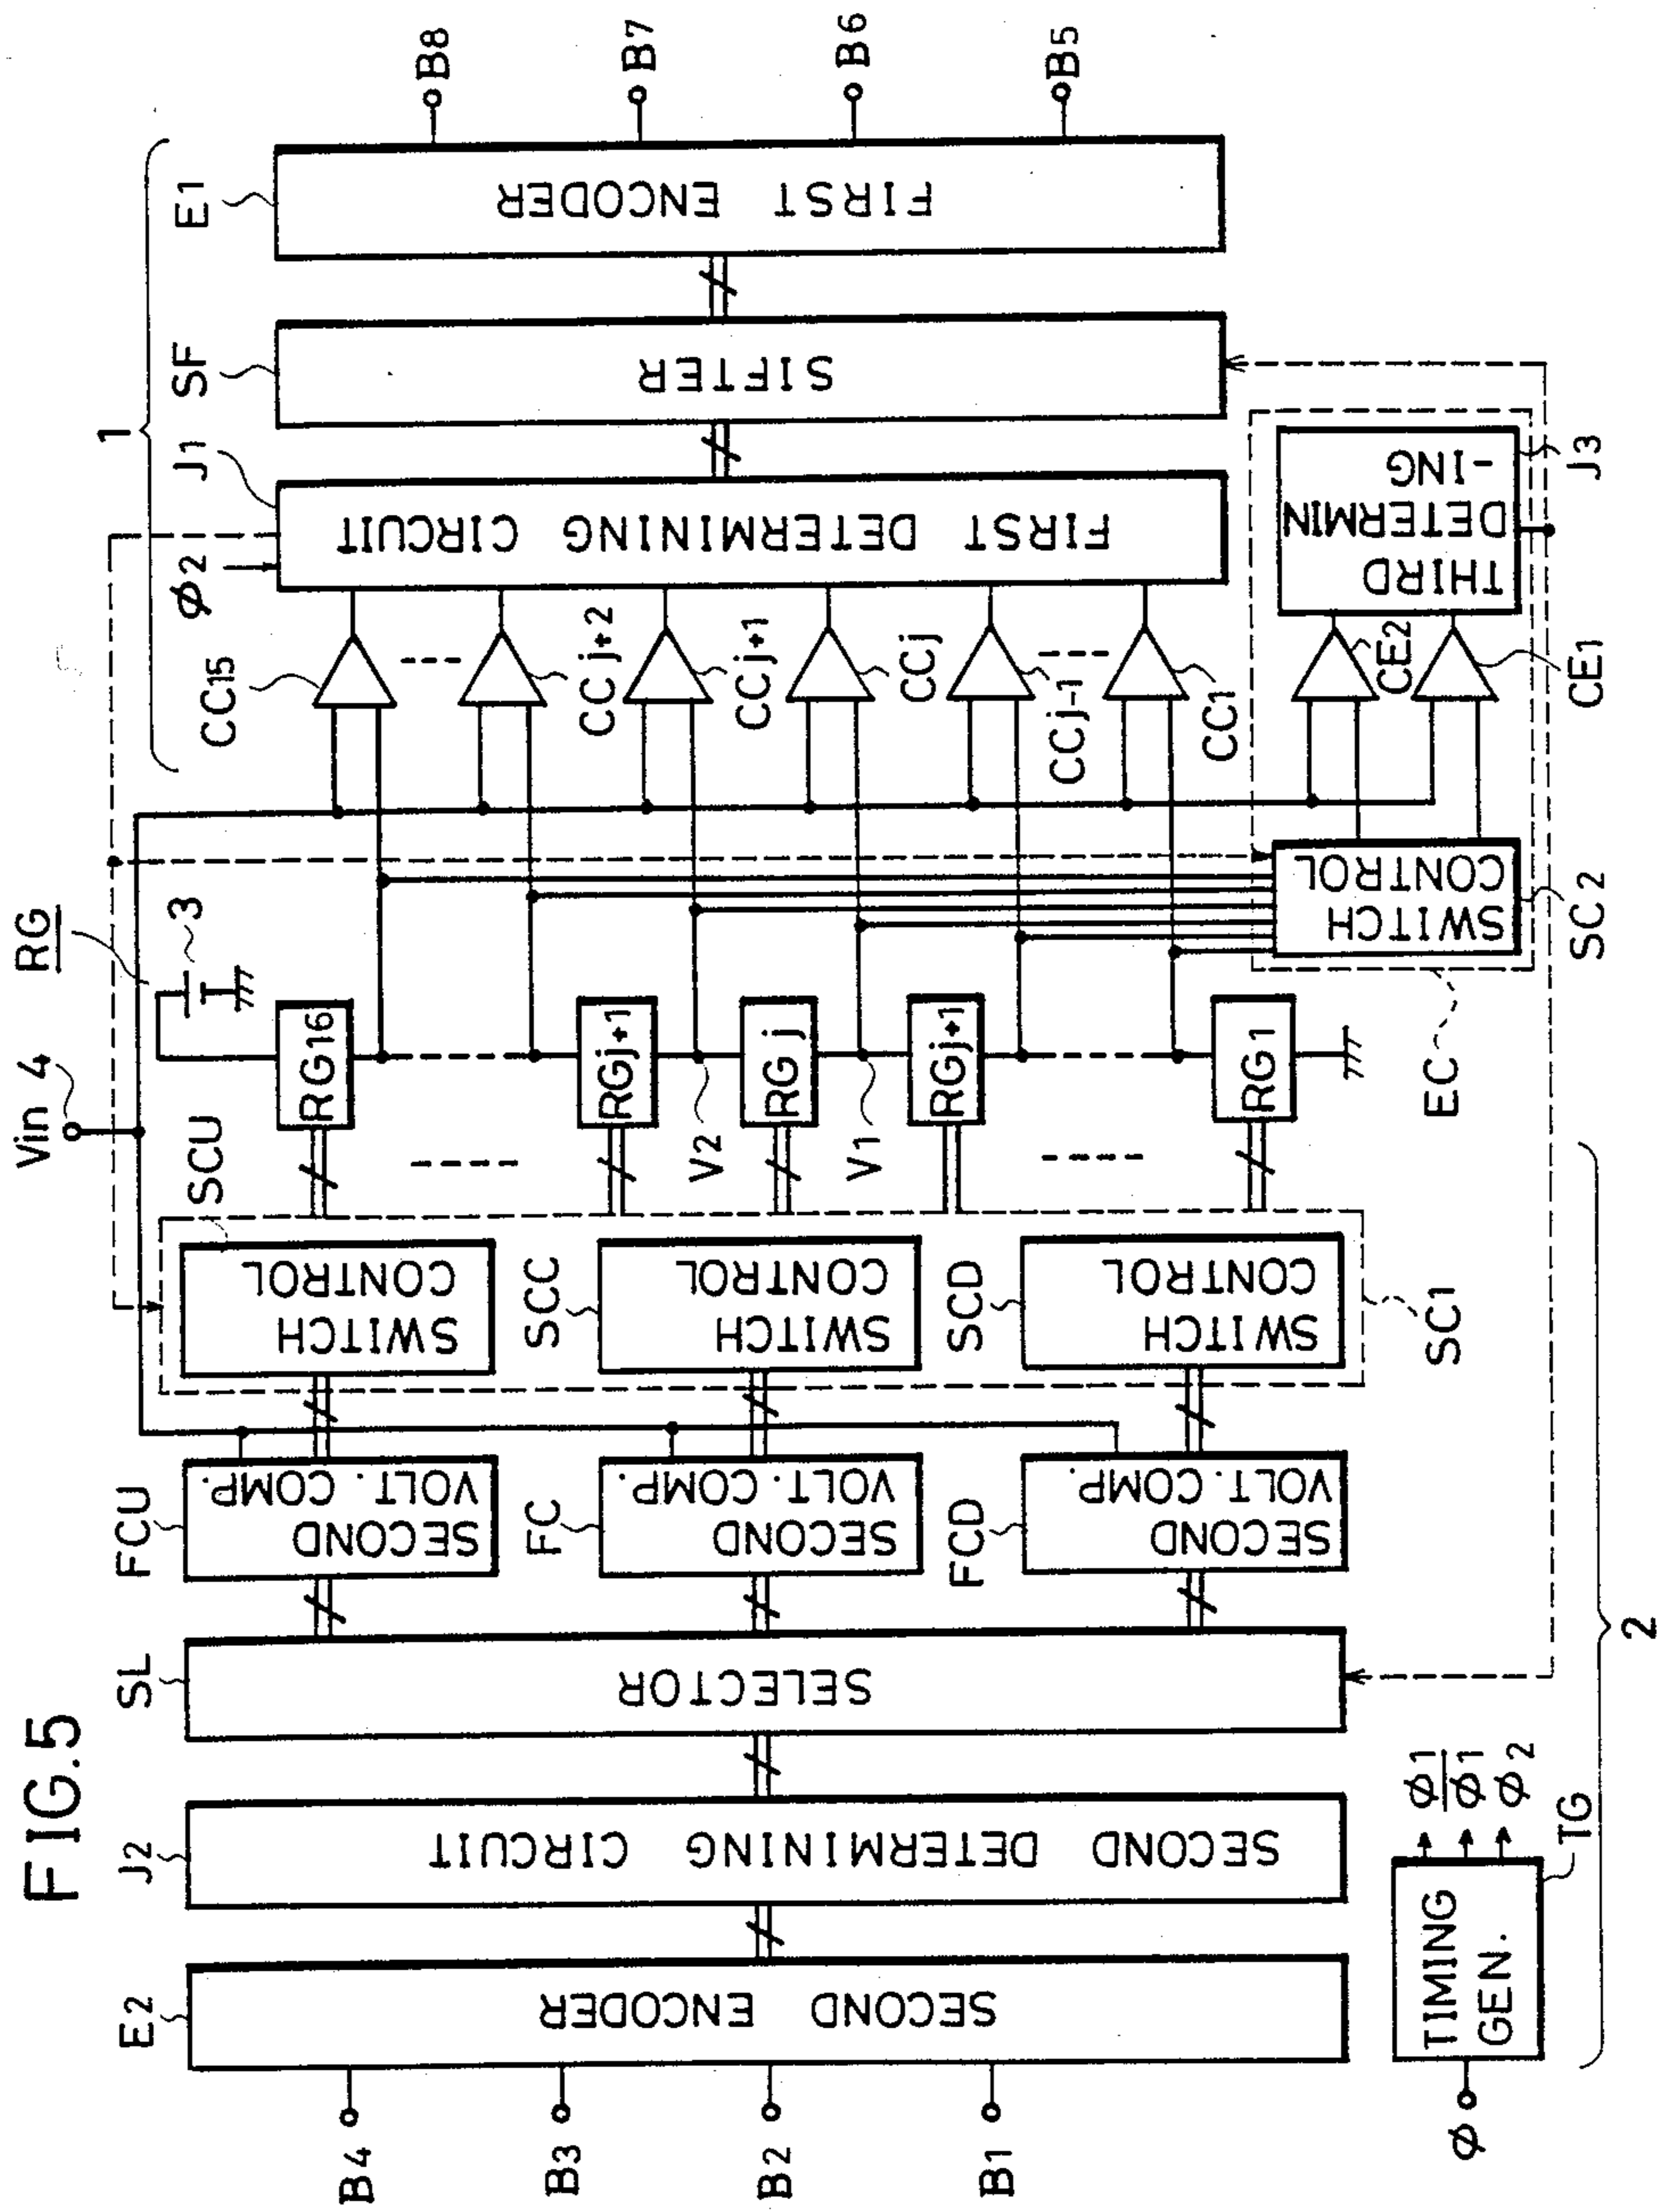 FIG.5
Vin 4
RG
3
1
2
E2
J2
SL
FCU
FC
FCD
SCU
SCC
SCD
SC1
J1
SF
E1
φ2
SECOND ENCODER
SECOND DETERMINING CIRCUIT
SELECTOR
SECOND
VOLT. COMP.
SECOND
VOLT. COMP.
SECOND
VOLT. COMP.
SWITCH
CONTROL
SWITCH
CONTROL
SWITCH
CONTROL
RG16
RGj+1
RG j
RGj+1
RG1
V2
V1
CC15
CCj+2
CCj+1
CCj
CCj-1
CC1
FIRST DETERMINING CIRCUIT
SIFTER
FIRST ENCODER
SWITCH
CONTROL
SC2
EC
CE2
CE1
THIRD
DETERMIN
-ING
J3
B8
B7
B6
B5
B4
B3
B2
B1
φ
TIMING
GEN.
TG
φ1
φ1
φ2